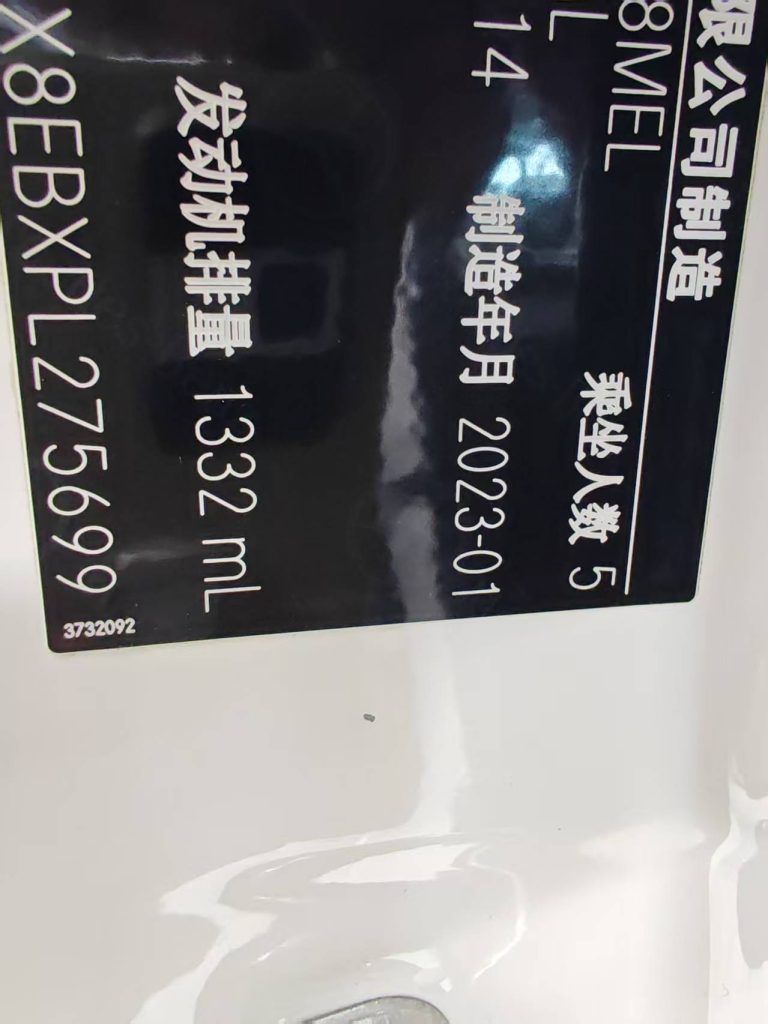 限公司制造
8MEL
乘坐人数 5
L
14 制造年月 2023-01
发动机排量 1332 mL
X8EBXPL275699
3732092